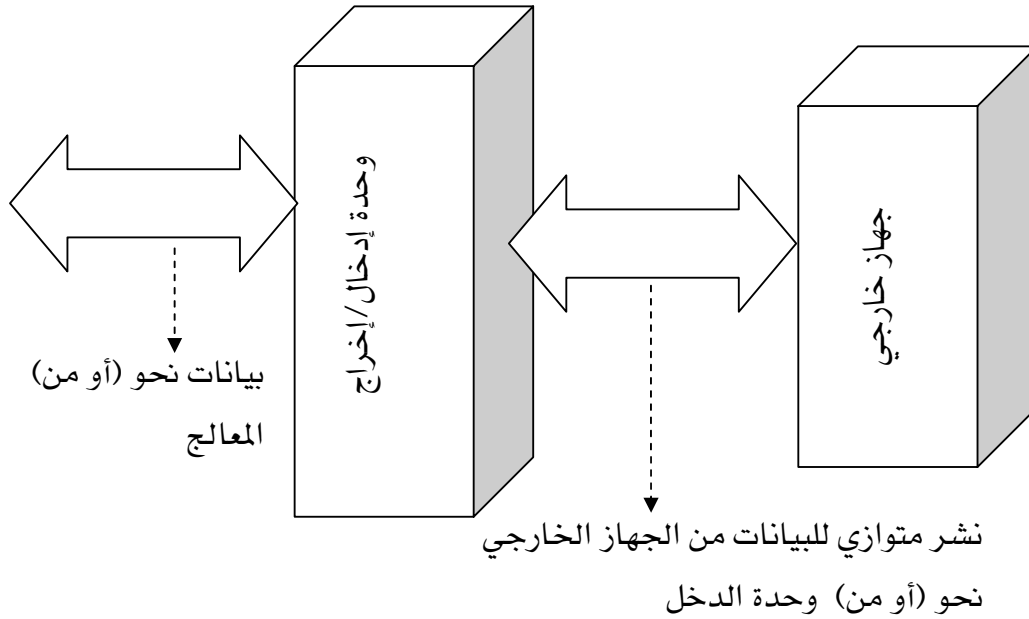 وحدة إدخال/إخراج
جهاز خارجي
بيانات نحو (أو من)
المعالج
نشر متوازي للبيانات من الجهاز الخارجي
نحو (أو من) وحدة الدخل